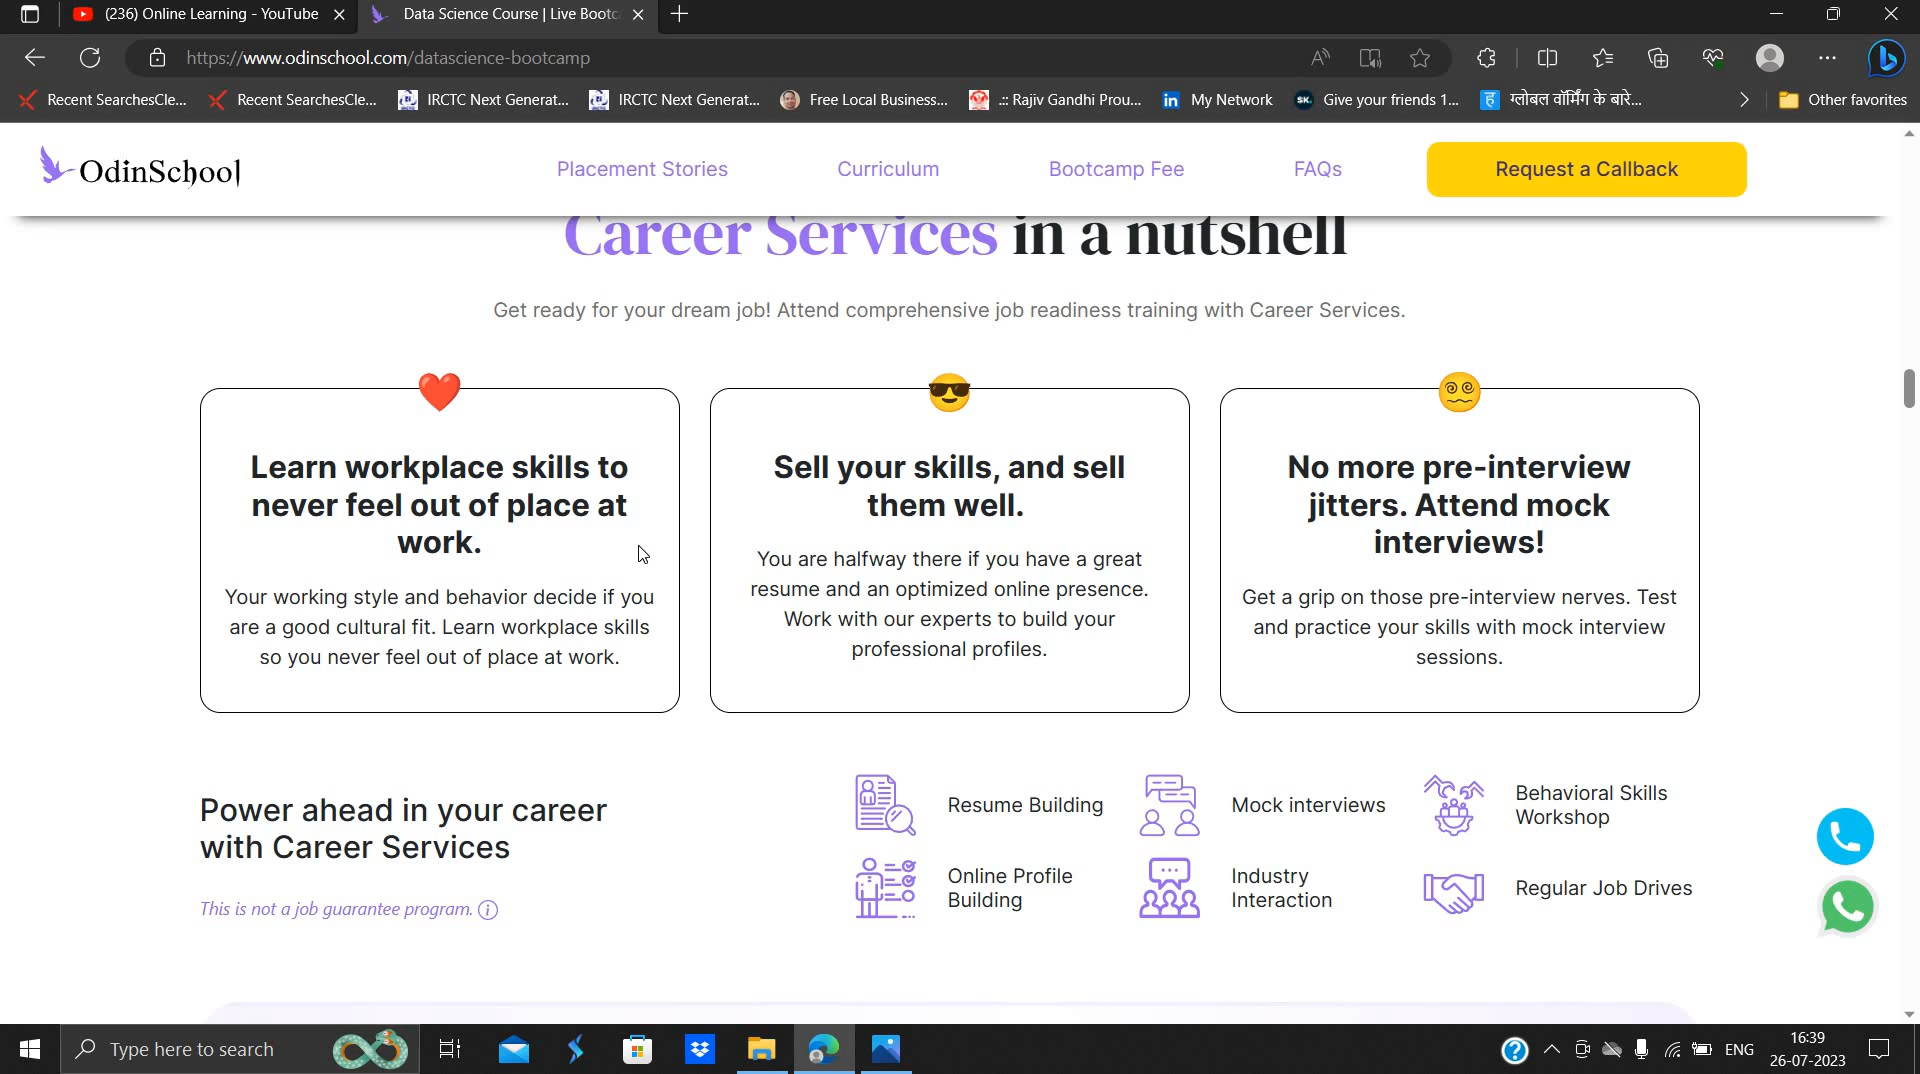 (236) Online Learning - YouTube
Data Science Course | Live Bootc
https://www.odinschool.com/datascience-bootcamp
Recent SearchesCle...
Recent SearchesCle...
IRCTC Next Generat...
IRCTC Next Generat...
Free Local Business...
.:: Rajiv Gandhi Prou...
My Network
Give your friends 1...
ग्लोबल वॉर्मिंग के बारे...
Other favorites
OdinSchool
Placement Stories
Curriculum
Bootcamp Fee
FAQs
Request a Callback
Career Services in a nutshell
Get ready for your dream job! Attend comprehensive job readiness training with Career Services.
Learn workplace skills to
never feel out of place at
work.
Your working style and behavior decide if you
are a good cultural fit. Learn workplace skills
so you never feel out of place at work.
Sell your skills, and sell
them well.
You are halfway there if you have a great
resume and an optimized online presence.
Work with our experts to build your
professional profiles.
No more pre-interview
jitters. Attend mock
interviews!
Get a grip on those pre-interview nerves. Test
and practice your skills with mock interview
sessions.
Power ahead in your career
with Career Services
This is not a job guarantee program.
Resume Building
Mock interviews
Behavioral Skills
Workshop
Online Profile
Building
Industry
Interaction
Regular Job Drives
Type here to search
ENG
16:39
26-07-2023